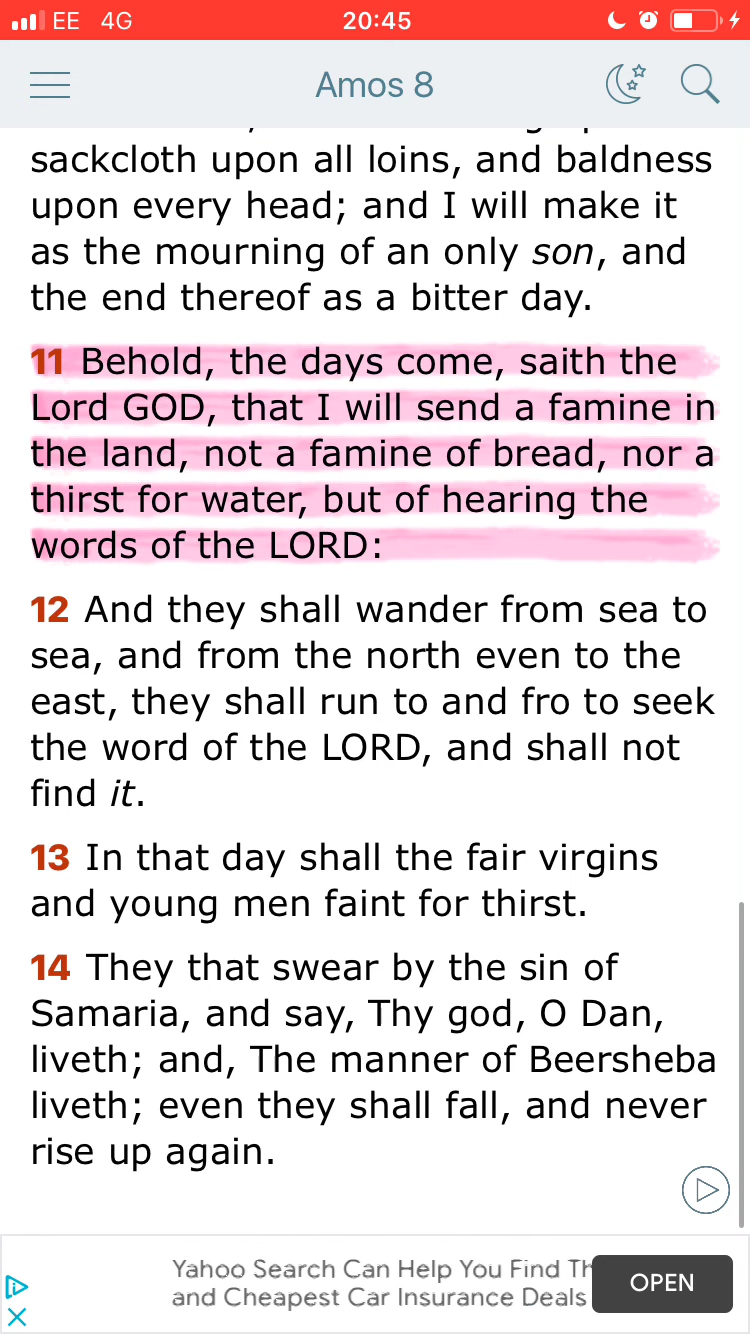 EE 4G 20:45
Amos 8
sackcloth upon all loins, and baldness
upon every head; and I will make it
as the mourning of an only son, and
the end thereof as a bitter day.
11 Behold, the days come, saith the
Lord GOD, that I will send a famine in
the land, not a famine of bread, nor a
thirst for water, but of hearing the
words of the LORD:
12 And they shall wander from sea to
sea, and from the north even to the
east, they shall run to and fro to seek
the word of the LORD, and shall not
find it.
13 In that day shall the fair virgins
and young men faint for thirst.
14 They that swear by the sin of
Samaria, and say, Thy god, O Dan,
liveth; and, The manner of Beersheba
liveth; even they shall fall, and never
rise up again.
Yahoo Search Can Help You Find
and Cheapest Car Insurance Deals
OPEN